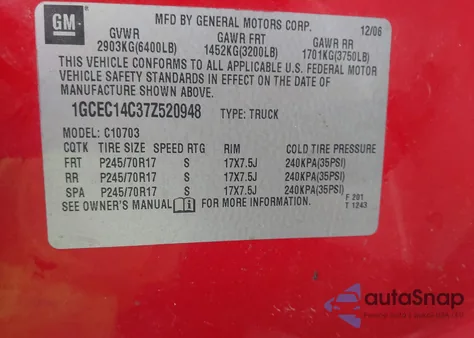 GM
MFD BY GENERAL MOTORS CORP. 12/06
GVWR GAWR FRT GAWR RR
2903KG(6400LB) 1452KG(3200LB) 1701KG(3750LB)
THIS VEHICLE CONFORMS TO ALL APPLICABLE U.S. FEDERAL MOTOR
VEHICLE SAFETY STANDARDS IN EFFECT ON THE DATE OF
MANUFACTURE SHOWN ABOVE.
1GCEC14C37Z520948 TYPE: TRUCK
MODEL: C10703
CQTK TIRE SIZE SPEED RTG RIM COLD TIRE PRESSURE
FRT P245/70R17 S 17X7.5J 240KPA(35PSI)
RR P245/70R17 S 17X7.5J 240KPA(35PSI)
SPA P245/70R17 S 17X7.5J 240KPA(35PSI)
SEE OWNER'S MANUAL FOR MORE INFORMATION.
F 201
T 1243
autoSnap